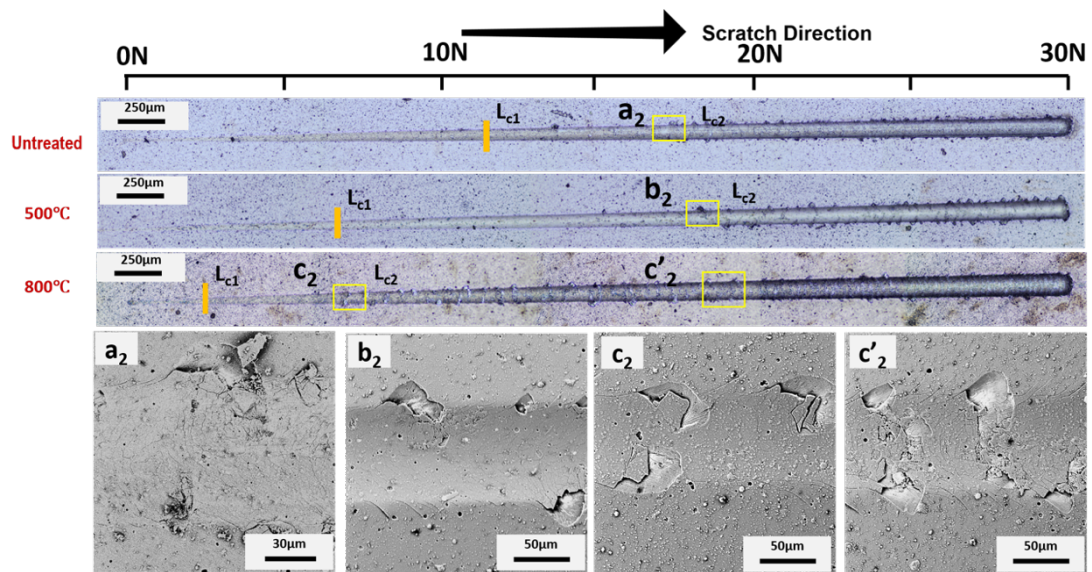 Scratch Direction
0N 10N 20N 30N
250μm
Untreated
Lc1
a2
Lc2
250μm
500℃
Lc1
b2
Lc2
250μm
800℃
Lc1
c2
Lc2
c’2
a2
30μm
b2
50μm
c2
50μm
c’2
50μm